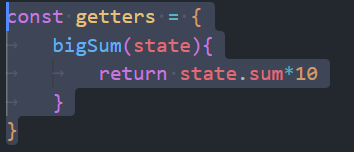 const getters = {
    bigSum(state){
        return state.sum*10
    }
}